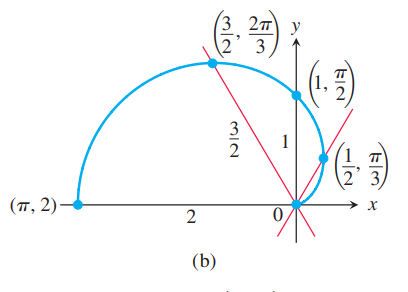 (3/2, 2π/3)
y
(1, π/2)
3/2
1
(1/2, π/3)
(π, 2)
2
0
x
(b)